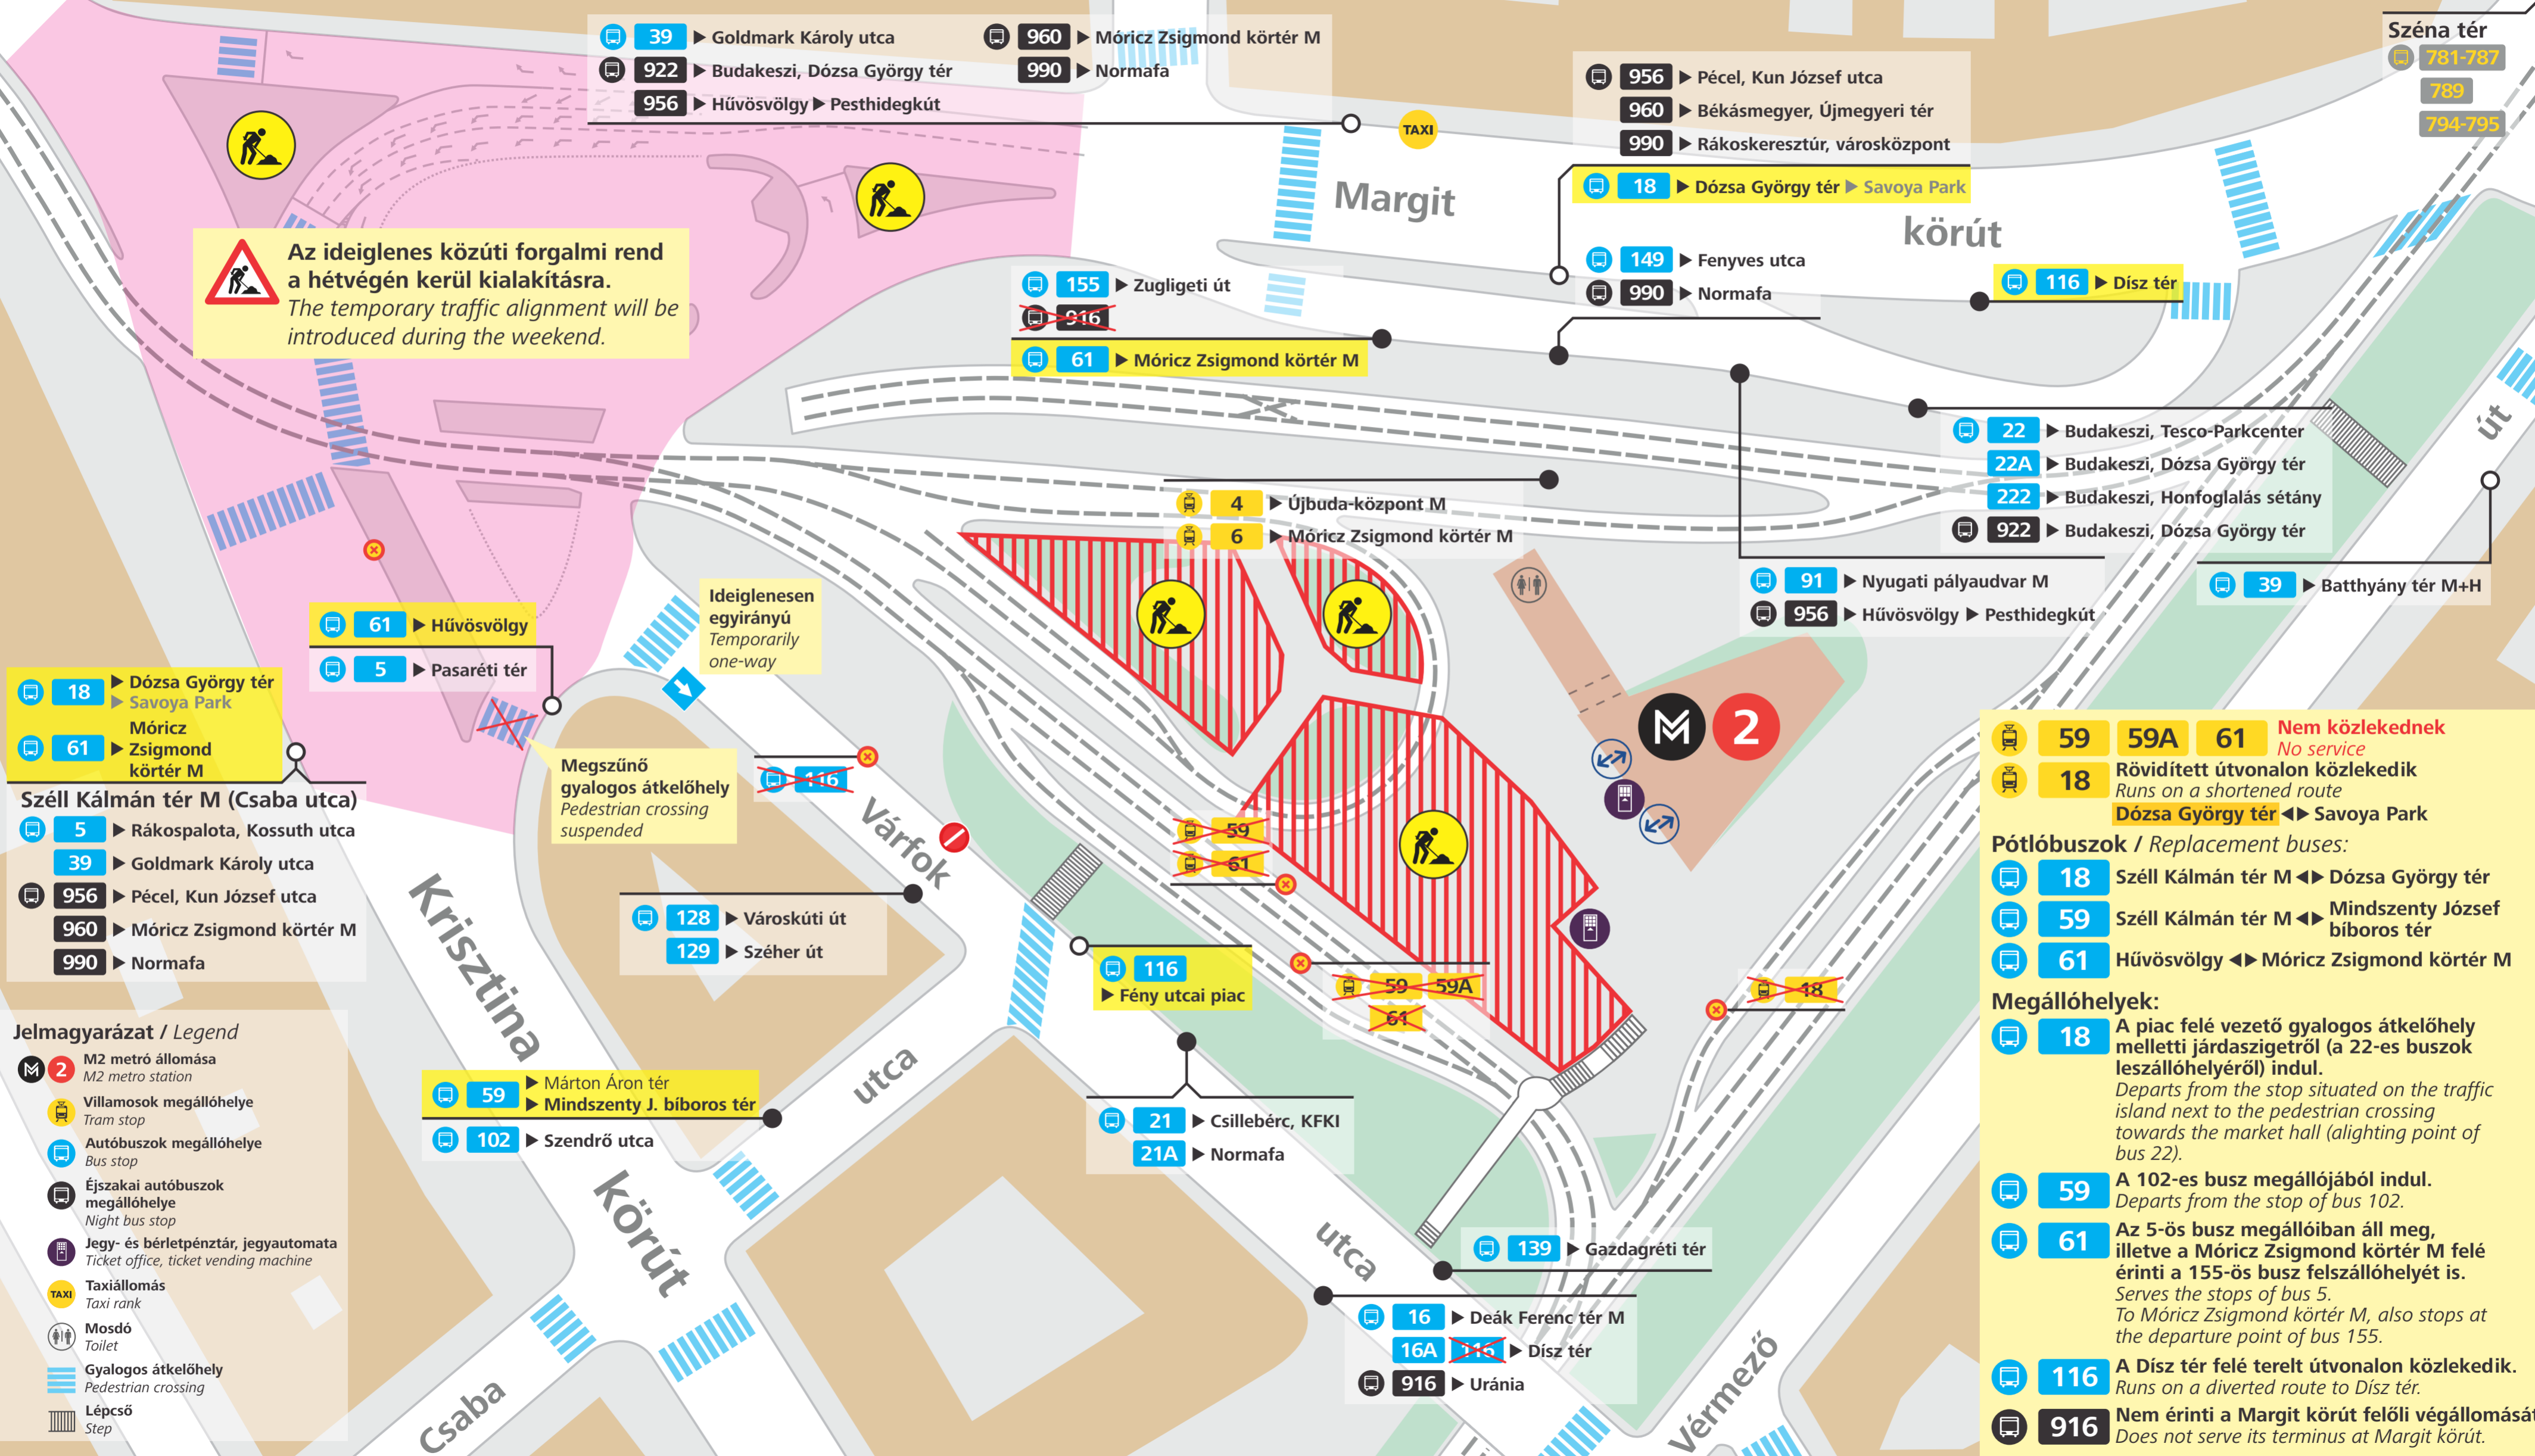 39 ▶ Goldmark Károly utca
922 ▶ Budakeszi, Dózsa György tér
956 ▶ Hűvösvölgy ▶ Pesthidegkút
960 ▶ Móricz Zsigmond körtér M
990 ▶ Normafa
TAXI
956 ▶ Pécel, Kun József utca
960 ▶ Békásmegyer, Újmegyeri tér
990 ▶ Rákoskeresztúr, városközpont
18 ▶ Dózsa György tér ▶ Savoya Park
Széna tér
781-787
789
794-795
Margit
körút
Az ideiglenes közúti forgalmi rend
a hétvégén kerül kialakításra.
The temporary traffic alignment will be
introduced during the weekend.
155 ▶ Zugligeti út
916
61 ▶ Móricz Zsigmond körtér M
149 ▶ Fenyves utca
990 ▶ Normafa
116 ▶ Dísz tér
22 ▶ Budakeszi, Tesco-Parkcenter
22A ▶ Budakeszi, Dózsa György tér
222 ▶ Budakeszi, Honfoglalás sétány
922 ▶ Budakeszi, Dózsa György tér
út
4 ▶ Újbuda-központ M
6 ▶ Móricz Zsigmond körtér M
91 ▶ Nyugati pályaudvar M
956 ▶ Hűvösvölgy ▶ Pesthidegkút
39 ▶ Batthyány tér M+H
61 ▶ Hűvösvölgy
5 ▶ Pasaréti tér
Ideiglenesen
egyirányú
Temporarily
one-way
18 ▶ Dózsa György tér
▶ Savoya Park
61 ▶ Móricz
Zsigmond
körtér M
Széll Kálmán tér M (Csaba utca)
5 ▶ Rákospalota, Kossuth utca
39 ▶ Goldmark Károly utca
956 ▶ Pécel, Kun József utca
960 ▶ Móricz Zsigmond körtér M
990 ▶ Normafa
Megszűnő
gyalogos átkelőhely
Pedestrian crossing
suspended
116
Várfok
utca
M 2
59
61
128 ▶ Városkúti út
129 ▶ Széher út
116
▶ Fény utcai piac
59 59A
61
18
Krisztina
körút
59 ▶ Márton Áron tér
▶ Mindszenty J. bíboros tér
102 ▶ Szendrő utca
utca
21 ▶ Csillebérc, KFKI
21A ▶ Normafa
139 ▶ Gazdagréti tér
16 ▶ Deák Ferenc tér M
16A 116 ▶ Dísz tér
916 ▶ Uránia
Csaba
Vérmező
Jelmagyarázat / Legend
M 2 M2 metró állomása
M2 metro station
Villamosok megállóhelye
Tram stop
Autóbuszok megállóhelye
Bus stop
Éjszakai autóbuszok
megállóhelye
Night bus stop
Jegy- és bérletpénztár, jegyautomata
Ticket office, ticket vending machine
TAXI Taxiállomás
Taxi rank
Mosdó
Toilet
Gyalogos átkelőhely
Pedestrian crossing
Lépcső
Step
59 59A 61 Nem közlekednek
No service
18 Rövidített útvonalon közlekedik
Runs on a shortened route
Dózsa György tér ◀▶ Savoya Park
Pótlóbuszok / Replacement buses:
18 Széll Kálmán tér M ◀▶ Dózsa György tér
59 Széll Kálmán tér M ◀▶ Mindszenty József
bíboros tér
61 Hűvösvölgy ◀▶ Móricz Zsigmond körtér M
Megállóhelyek:
18 A piac felé vezető gyalogos átkelőhely
melletti járdaszigetről (a 22-es buszok
leszállóhelyéről) indul.
Departs from the stop situated on the traffic
island next to the pedestrian crossing
towards the market hall (alighting point of
bus 22).
59 A 102-es busz megállójából indul.
Departs from the stop of bus 102.
61 Az 5-ös busz megállóiban áll meg,
illetve a Móricz Zsigmond körtér M felé
érinti a 155-ös busz felszállóhelyét is.
Serves the stops of bus 5.
To Móricz Zsigmond körtér M, also stops at
the departure point of bus 155.
116 A Dísz tér felé terelt útvonalon közlekedik.
Runs on a diverted route to Dísz tér.
916 Nem érinti a Margit körút felőli végállomását
Does not serve its terminus at Margit körút.